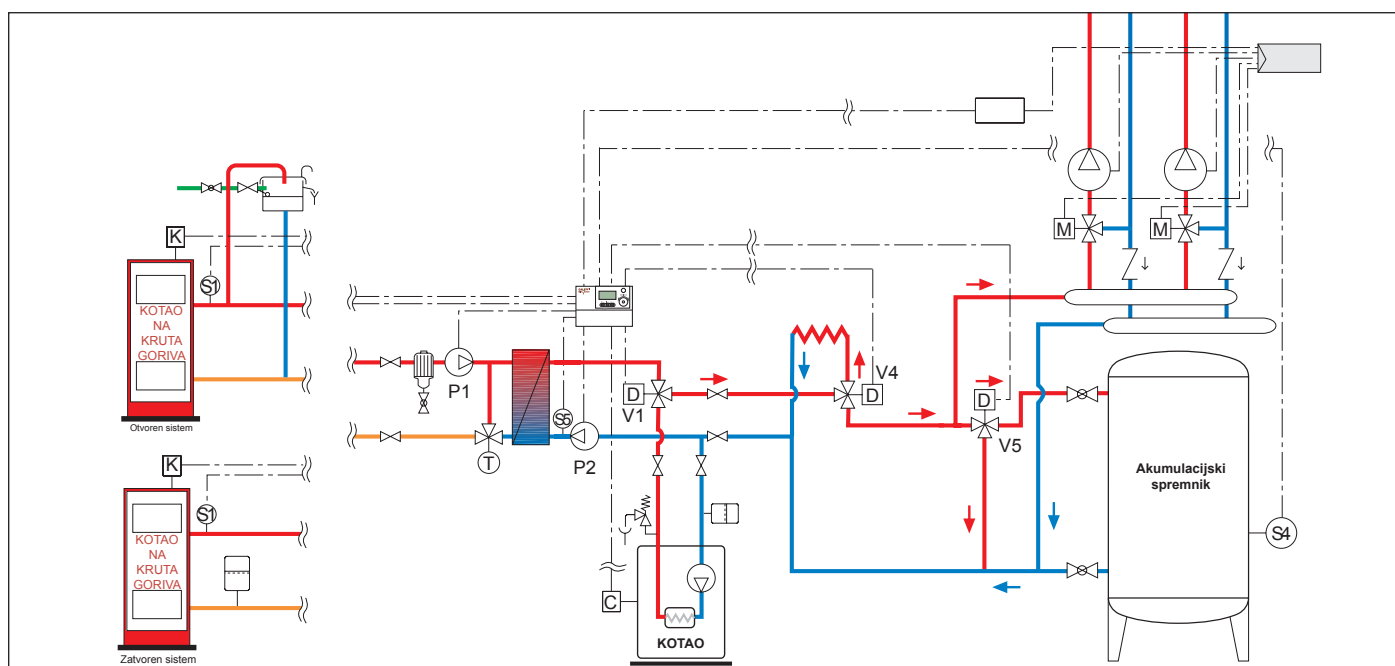 K
S1
KOTAO
NA
KRUTA
GORIVA
Otvoren sistem
K
S1
KOTAO
NA
KRUTA
GORIVA
Zatvoren sistem
P1
T
S5
P2
D
V1
V4
D
D
V5
M
M
C
KOTAO
Akumulacijski
spremnik
S4